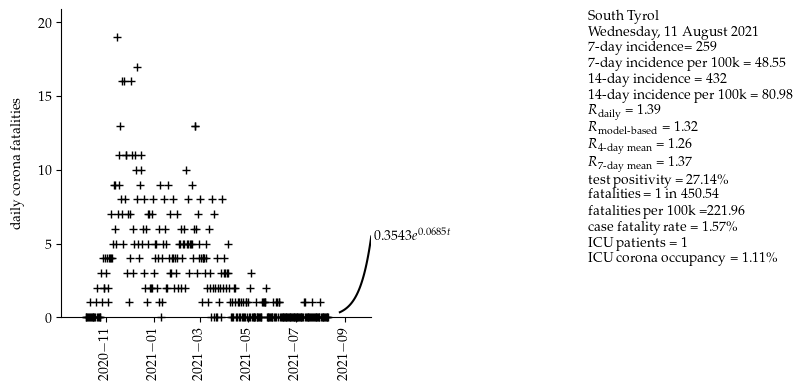 20
15
10
5
0
daily corona fatalities
2020−11
2021−01
2021−03
2021−05
2021−07
2021−09
0.3543e^0.0685t
South Tyrol
Wednesday, 11 August 2021
7-day incidence= 259
7-day incidence per 100k = 48.55
14-day incidence = 432
14-day incidence per 100k = 80.98
R_daily = 1.39
R_model-based = 1.32
R_4-day mean = 1.26
R_7-day mean = 1.37
test positivity = 27.14%
fatalities = 1 in 450.54
fatalities per 100k =221.96
case fatality rate = 1.57%
ICU patients = 1
ICU corona occupancy = 1.11%